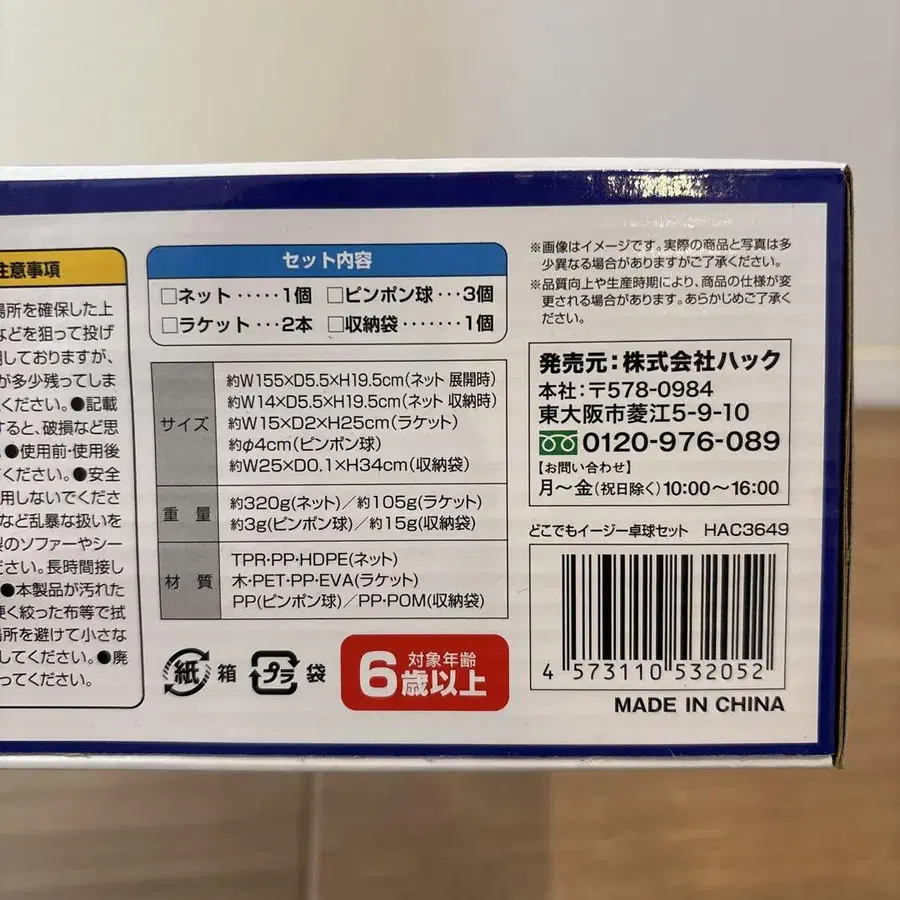 注意事項
場所を確保した上
などを狙って投げ
用しておりますが、
が多少残ってしま
ください。●記載
すると、破損など思
。●使用前・使用後
ください。●安全
用しないでくださ
など乱暴な扱いを
製のソファーやシー
ださい。長時間接し
●本製品が汚れた
硬く絞った布等で拭
場所を避けて小さな
してください。●廃
ってください。
セット内容
□ネット・・・・・1個 □ピンポン球・・・3個
□ラケット・・・2本 □収納袋・・・・・・・1個
サイズ
約W155×D5.5×H19.5cm(ネット 展開時)
約W14×D5.5×H19.5cm(ネット 収納時)
約W15×D2×H25cm(ラケット)
約φ4cm(ピンポン球)
約W25×D0.1×H34cm(収納袋)
重量
約320g(ネット)/約105g(ラケット)
約3g(ピンポン球)/約15g(収納袋)
材質
TPR・PP・HDPE(ネット)
木・PET・PP・EVA(ラケット)
PP(ピンポン球)/PP・POM(収納袋)
紙 箱 プラ 袋
対象年齢
6歳以上
※画像はイメージです。実際の商品と写真は多
少異なる場合がありますがご了承ください。
※品質向上や生産時期により、商品の仕様が変
更される場合があります。あらかじめご了承く
ださい。
発売元:株式会社ハック
本社:〒578-0984
東大阪市菱江5-9-10
0120-976-089
【お問い合わせ】
月〜金(祝日除く)10:00〜16:00
どこでもイージー卓球セット HAC3649
4 573110 532052
MADE IN CHINA